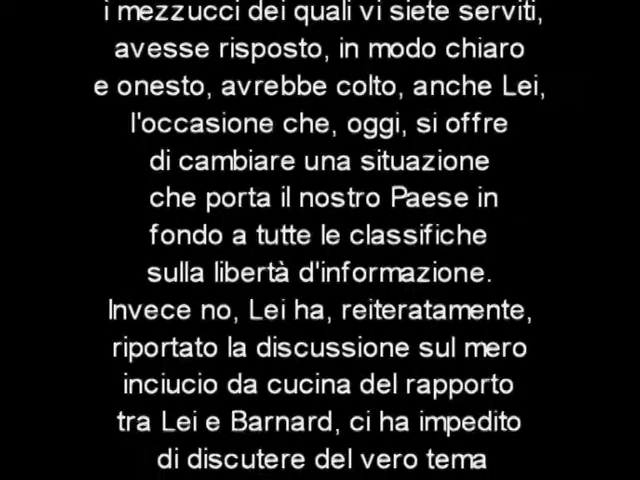 i mezzucci dei quali vi siete serviti,
avesse risposto, in modo chiaro
e onesto, avrebbe colto, anche Lei,
l'occasione che, oggi, si offre
di cambiare una situazione
che porta il nostro Paese in
fondo a tutte le classifiche
sulla libertà d'informazione.
Invece no, Lei ha, reiteratamente,
riportato la discussione sul mero
inciucio da cucina del rapporto
tra Lei e Barnard, ci ha impedito
di discutere del vero tema